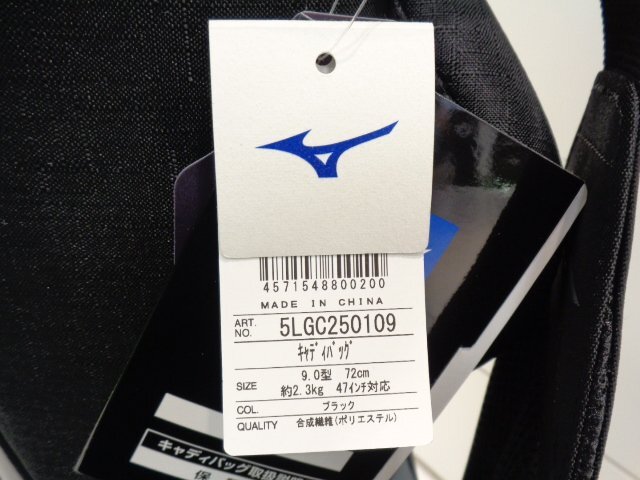 4571548800200
MADE IN CHINA
ART. NO. 5LGC250109
ｷｬﾃﾞｨﾊﾞｯｸﾞ
SIZE 9.0型 72cm
約2.3kg 47ｲﾝﾁ対応
COL. ブラック
QUALITY 合成繊維(ポリエステル)
キャディバッグ取扱説明
保